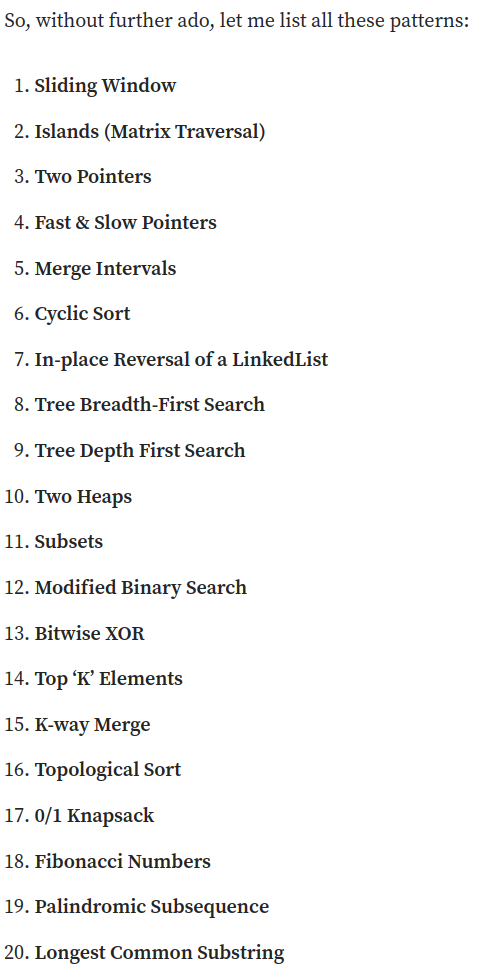 So, without further ado, let me list all these patterns:
1. Sliding Window
2. Islands (Matrix Traversal)
3. Two Pointers
4. Fast & Slow Pointers
5. Merge Intervals
6. Cyclic Sort
7. In-place Reversal of a LinkedList
8. Tree Breadth-First Search
9. Tree Depth First Search
10. Two Heaps
11. Subsets
12. Modified Binary Search
13. Bitwise XOR
14. Top ‘K’ Elements
15. K-way Merge
16. Topological Sort
17. 0/1 Knapsack
18. Fibonacci Numbers
19. Palindromic Subsequence
20. Longest Common Substring